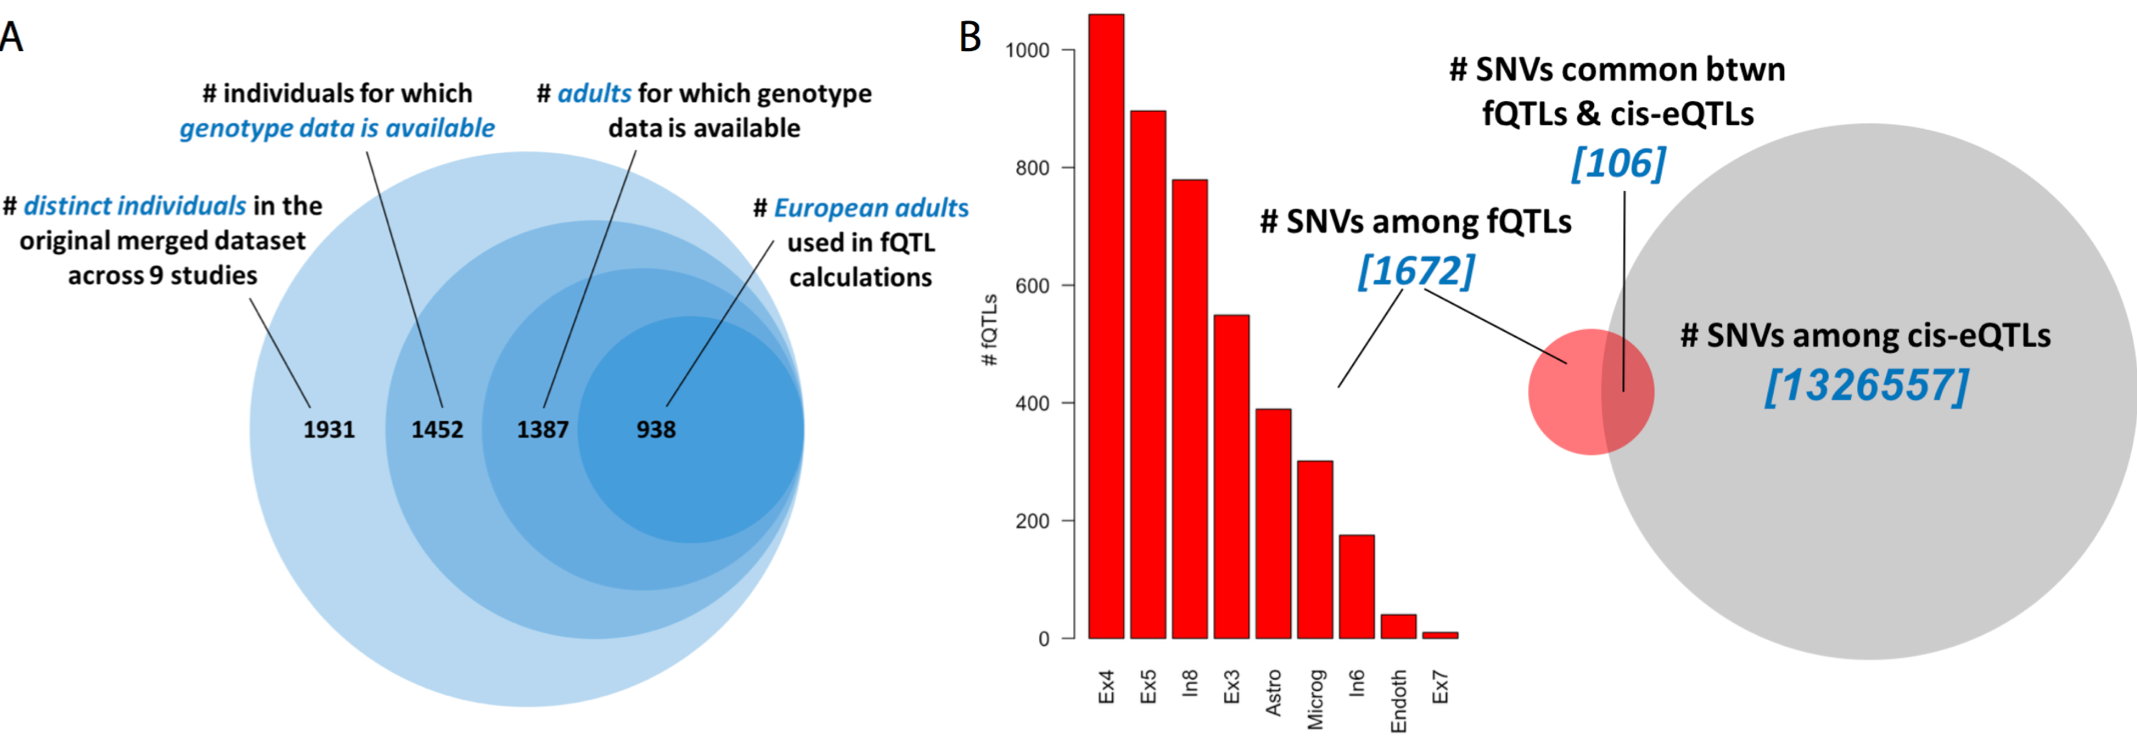 A
# individuals for which
genotype data is available
# adults for which genotype
data is available
# distinct individuals in the
original merged dataset
across 9 studies
# European adults
used in fQTL
calculations
1931
1452
1387
938
B
# fQTLs
1000
800
600
400
200
0
Ex4
Ex5
In8
Ex3
Astro
Microg
In6
Endoth
Ex7
# SNVs common btwn
fQTLs & cis-eQTLs
[106]
# SNVs among fQTLs
[1672]
# SNVs among cis-eQTLs
[1326557]